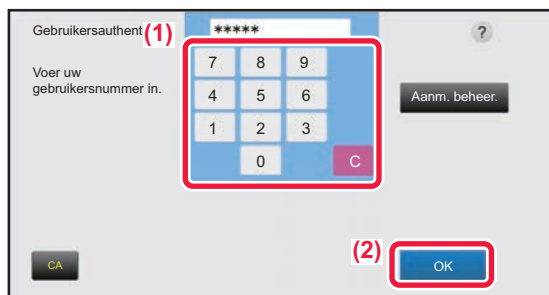 Gebruikersauthent
(1)
*****
?
Voer uw
gebruikersnummer in.
7 8 9
4 5 6
1 2 3
0 C
Aanm. beheer.
(2)
CA
OK